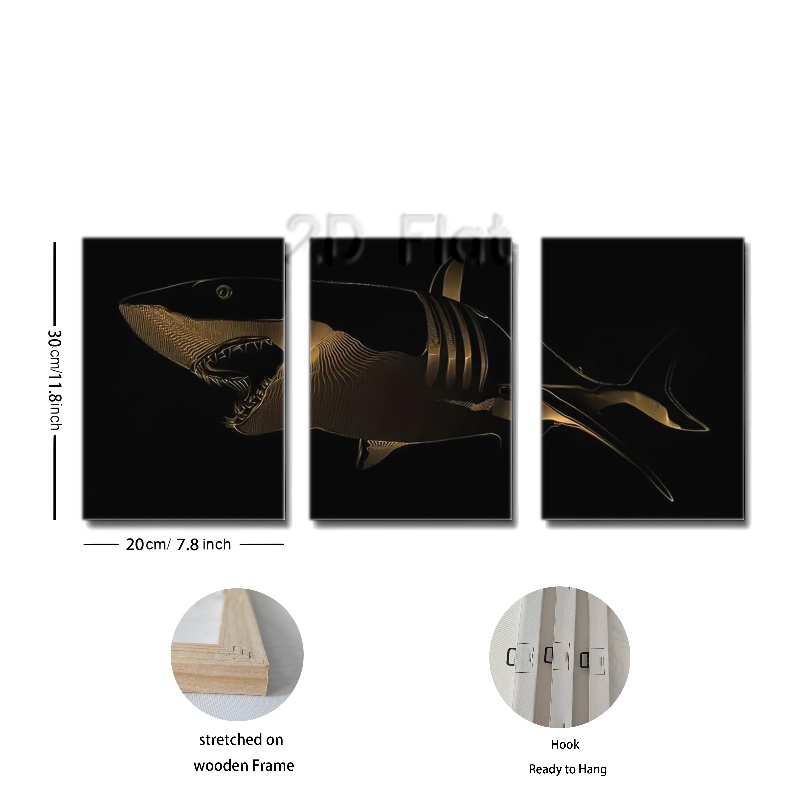 2D Flat
30cm/11.8inch
20cm/ 7.8 inch
stretched on
wooden Frame
Hook
Ready to Hang